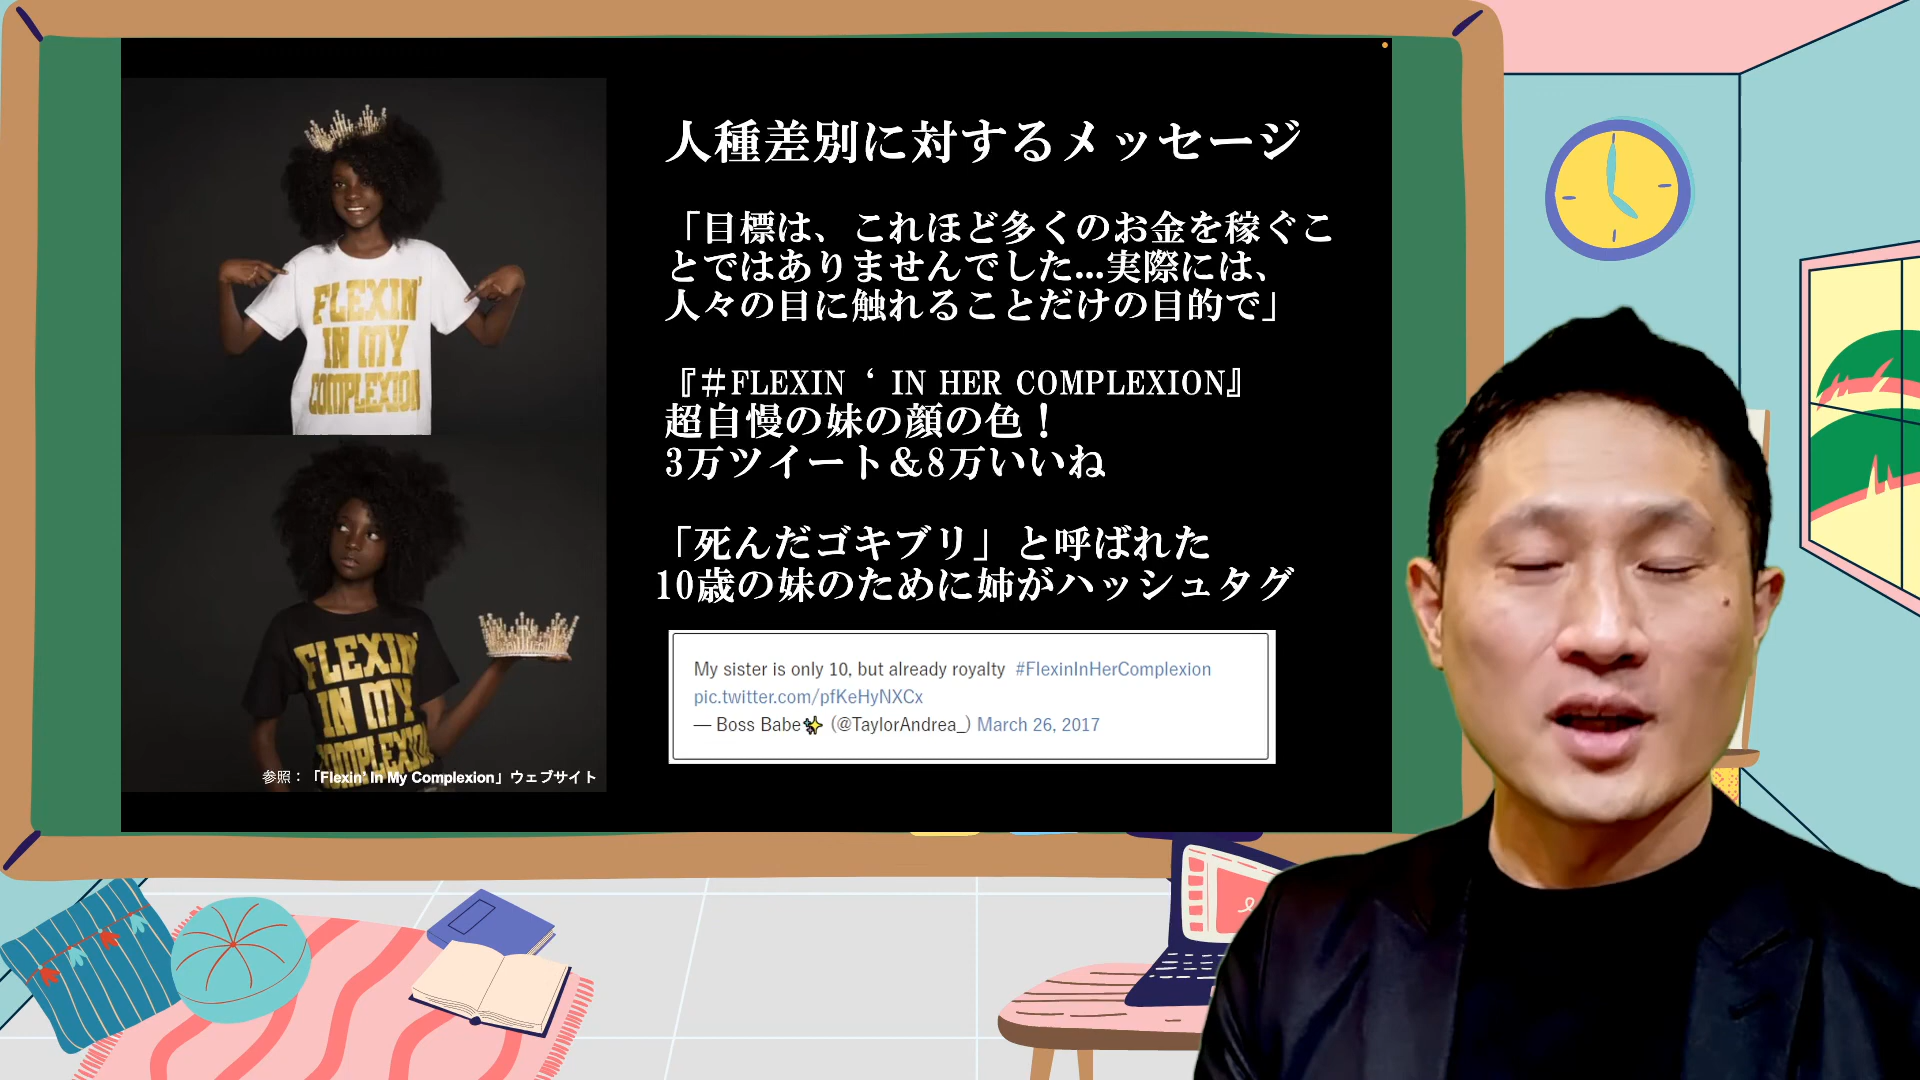 FLEXIN'
IN MY
COMPLEXION
FLEXIN'
IN MY
COMPLEXION
参照：「Flexin' In My Complexion」ウェブサイト
人種差別に対するメッセージ
「目標は、これほど多くのお金を稼ぐこ
とではありませんでした...実際には、
人々の目に触れることだけの目的で」
『＃FLEXIN ‘ IN HER COMPLEXION』
超自慢の妹の顔の色！
3万ツイート＆8万いいね
「死んだゴキブリ」と呼ばれた
10歳の妹のために姉がハッシュタグ
My sister is only 10, but already royalty #FlexinInHerComplexion
pic.twitter.com/pfKeHyNXCx
— Boss Babe✨ (@TaylorAndrea_) March 26, 2017